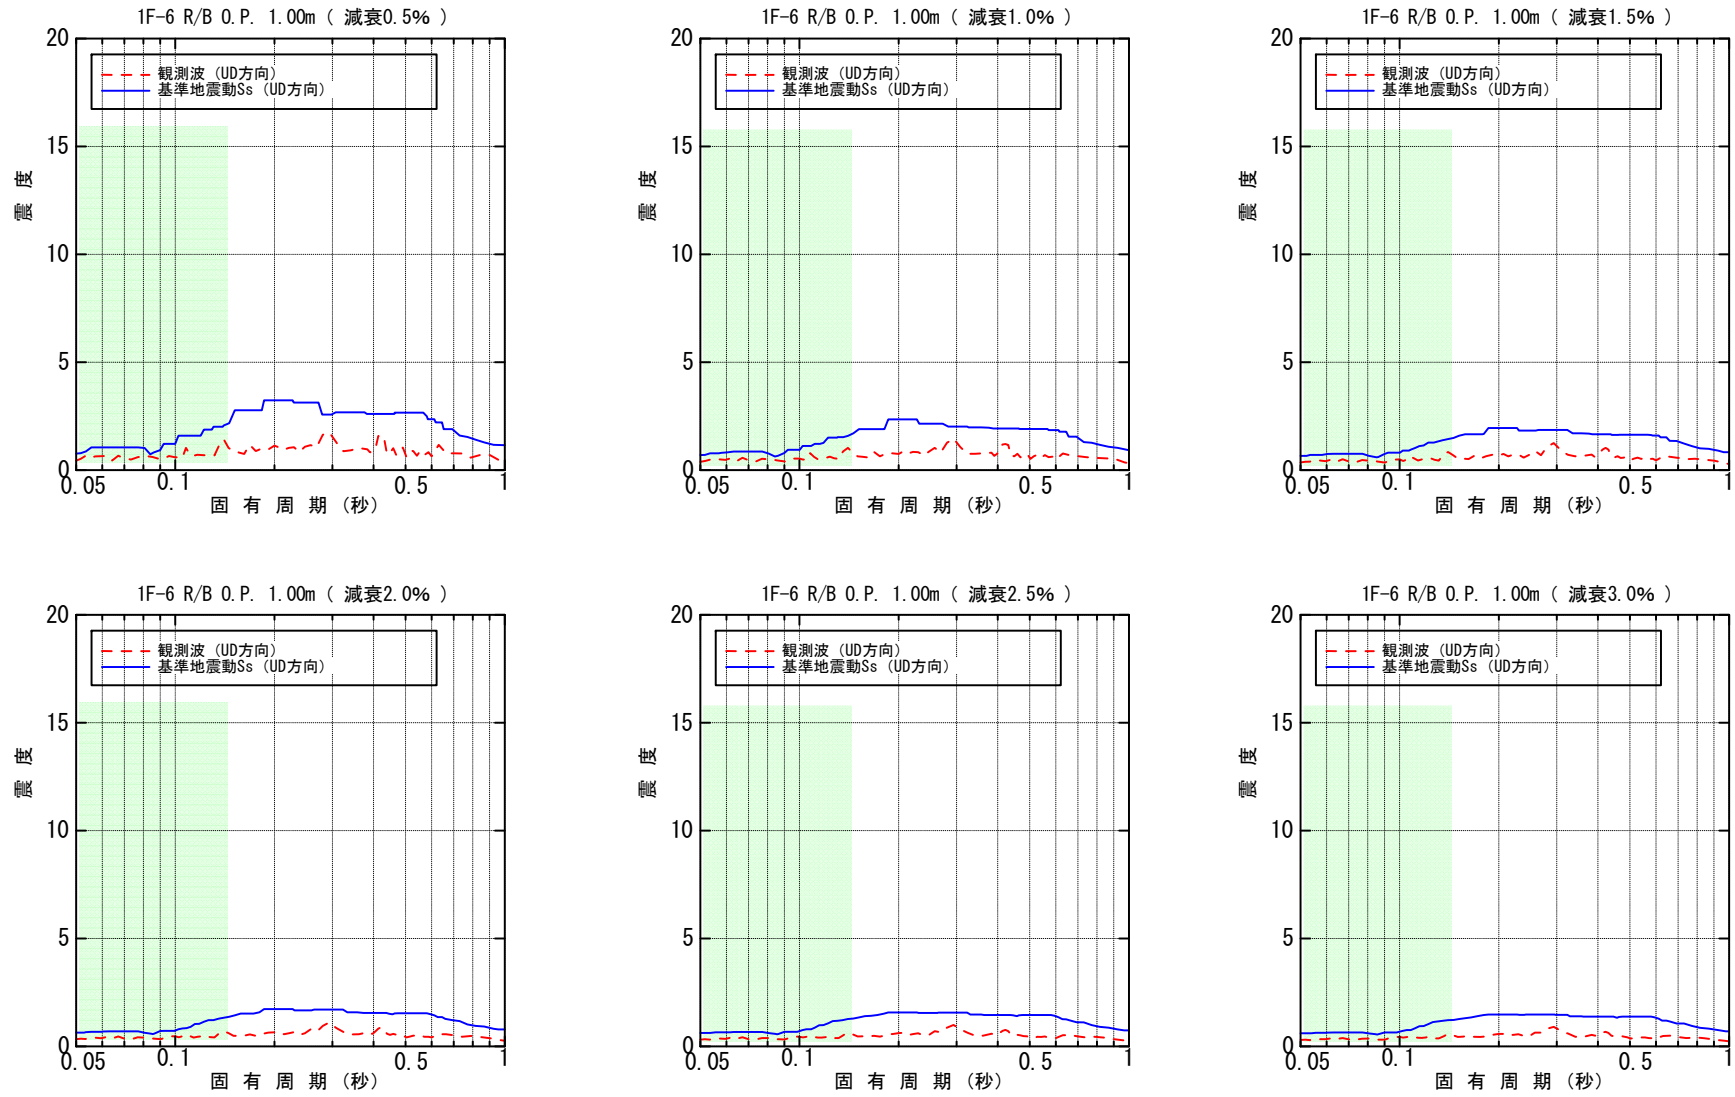 1F-6 R/B O.P. 1.00m ( 減衰0.5% )
20
15
10
5
0
観測波 (UD方向)
基準地震動Ss (UD方向)
震度
0.05 0.1 0.5 1
固有周期 (秒)
1F-6 R/B O.P. 1.00m ( 減衰1.0% )
20
15
10
5
0
観測波 (UD方向)
基準地震動Ss (UD方向)
震度
0.05 0.1 0.5 1
固有周期 (秒)
1F-6 R/B O.P. 1.00m ( 減衰1.5% )
20
15
10
5
0
観測波 (UD方向)
基準地震動Ss (UD方向)
震度
0.05 0.1 0.5 1
固有周期 (秒)
1F-6 R/B O.P. 1.00m ( 減衰2.0% )
20
15
10
5
0
観測波 (UD方向)
基準地震動Ss (UD方向)
震度
0.05 0.1 0.5 1
固有周期 (秒)
1F-6 R/B O.P. 1.00m ( 減衰2.5% )
20
15
10
5
0
観測波 (UD方向)
基準地震動Ss (UD方向)
震度
0.05 0.1 0.5 1
固有周期 (秒)
1F-6 R/B O.P. 1.00m ( 減衰3.0% )
20
15
10
5
0
観測波 (UD方向)
基準地震動Ss (UD方向)
震度
0.05 0.1 0.5 1
固有周期 (秒)